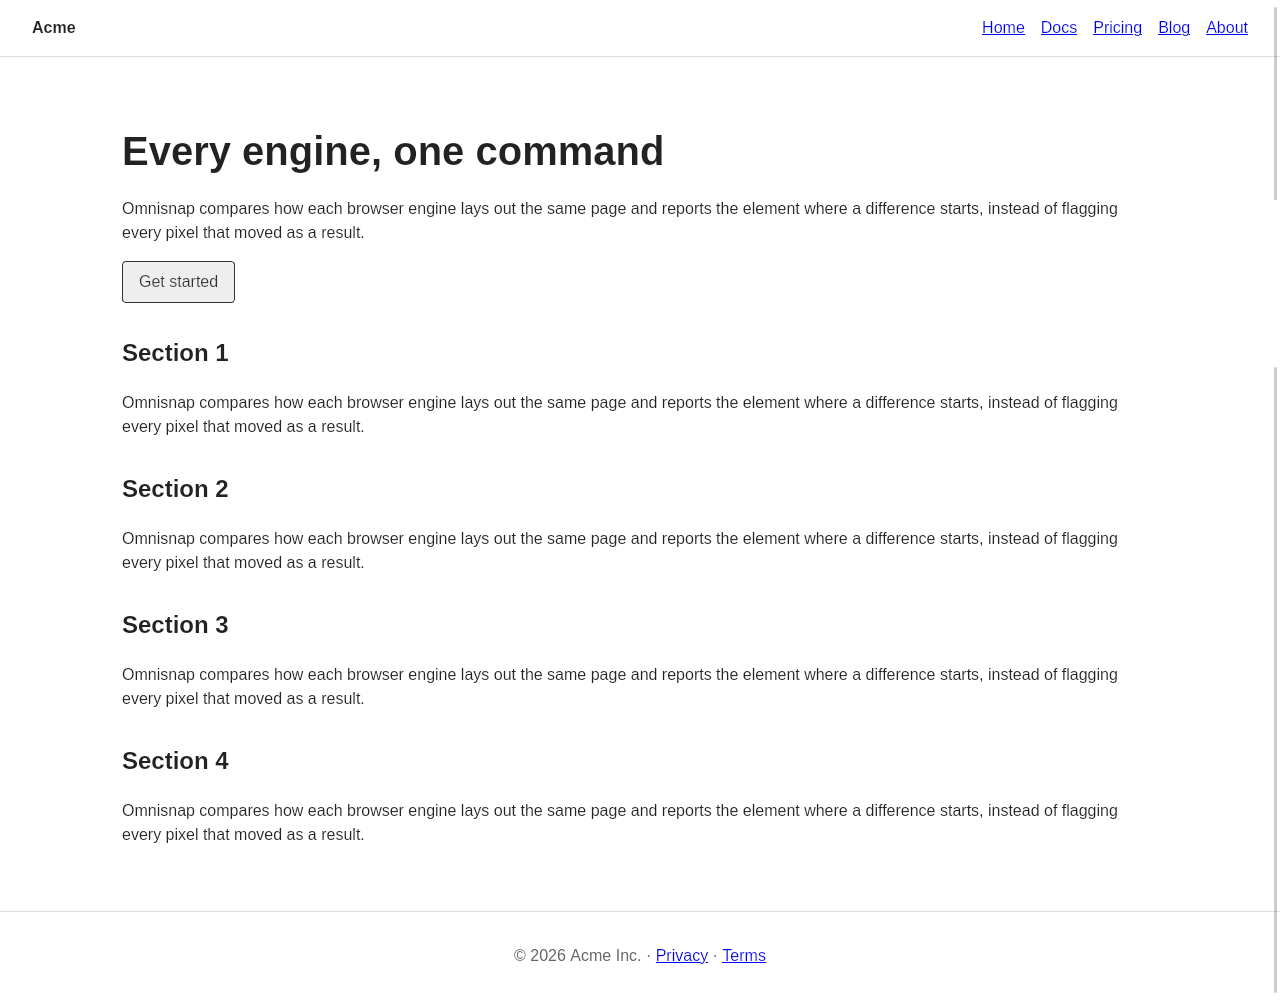 Acme
Home Docs Pricing Blog About
Every engine, one command
Omnisnap compares how each browser engine lays out the same page and reports the element where a difference starts, instead of flagging
every pixel that moved as a result.
Get started
Section 1
Omnisnap compares how each browser engine lays out the same page and reports the element where a difference starts, instead of flagging
every pixel that moved as a result.
Section 2
Omnisnap compares how each browser engine lays out the same page and reports the element where a difference starts, instead of flagging
every pixel that moved as a result.
Section 3
Omnisnap compares how each browser engine lays out the same page and reports the element where a difference starts, instead of flagging
every pixel that moved as a result.
Section 4
Omnisnap compares how each browser engine lays out the same page and reports the element where a difference starts, instead of flagging
every pixel that moved as a result.
© 2026 Acme Inc. · Privacy · Terms